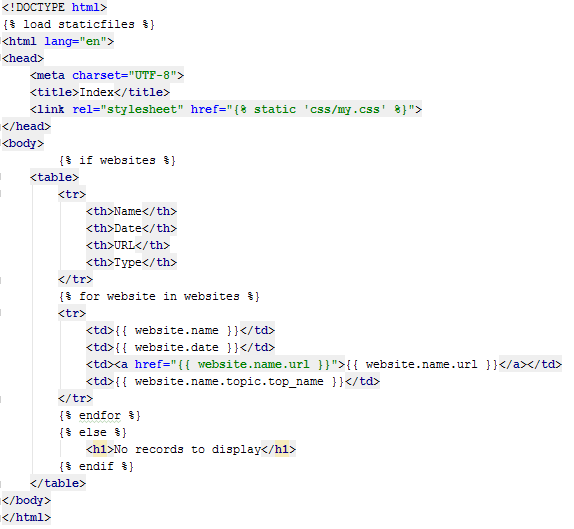 <!DOCTYPE html>
{% load staticfiles %}
<html lang="en">
<head>
    <meta charset="UTF-8">
    <title>Index</title>
    <link rel="stylesheet" href="{% static 'css/my.css' %}">
</head>
<body>
        {% if websites %}
    <table>
        <tr>
            <th>Name</th>
            <th>Date</th>
            <th>URL</th>
            <th>Type</th>
        </tr>
        {% for website in websites %}
        <tr>
            <td>{{ website.name }}</td>
            <td>{{ website.date }}</td>
            <td><a href="{{ website.name.url }}">{{ website.name.url }}</a></td>
            <td>{{ website.name.topic.top_name }}</td>
        </tr>
        {% endfor %}
        {% else %}
            <h1>No records to display</h1>
        {% endif %}
    </table>
</body>
</html>